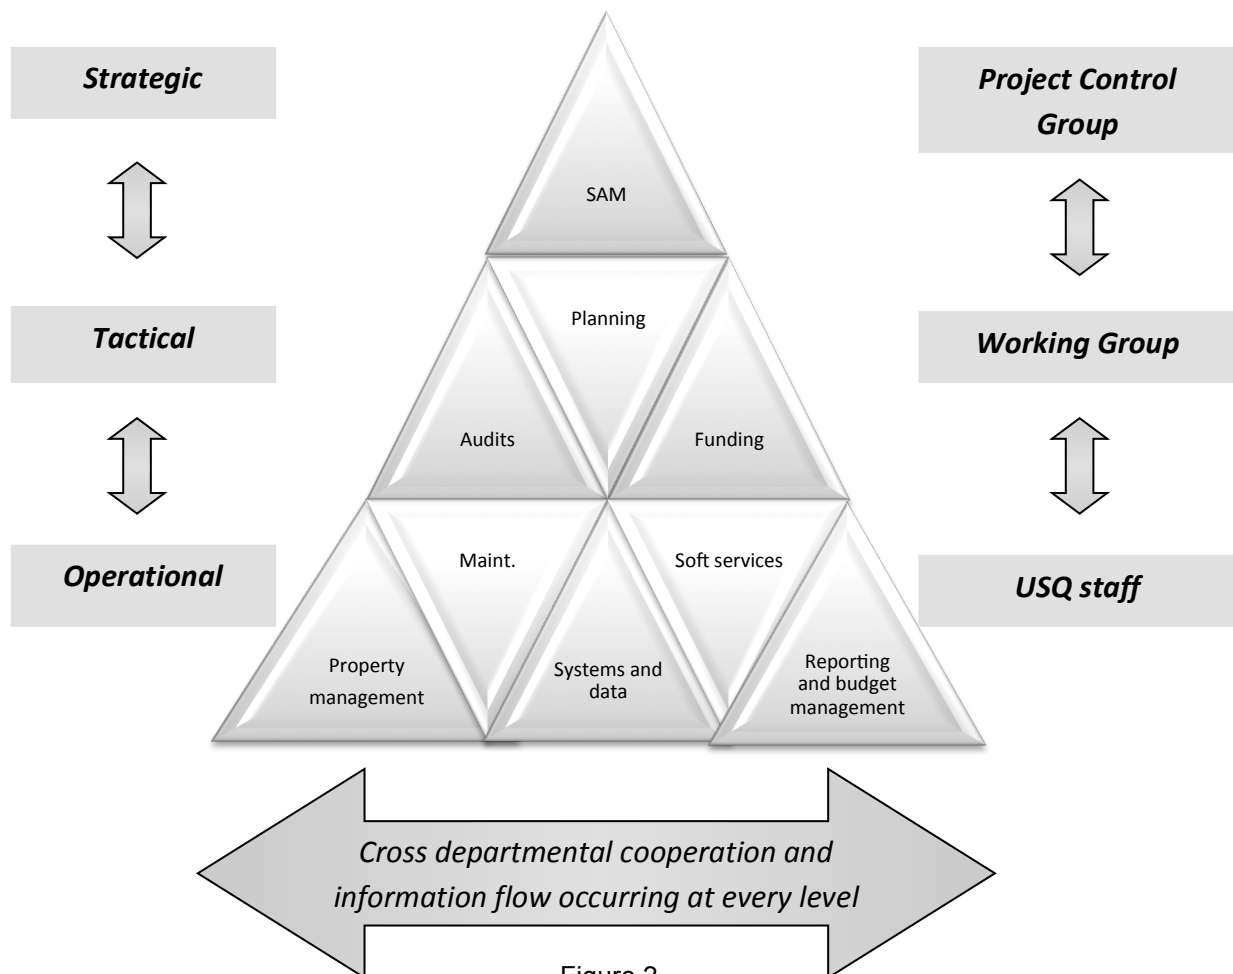 Strategic
Project Control
Group
SAM
Tactical
Planning
Working Group
Audits
Funding
Operational
Maint.
Soft services
USQ staff
Property
management
Systems and
data
Reporting
and budget
management
Cross departmental cooperation and
information flow occurring at every level
Figure 2